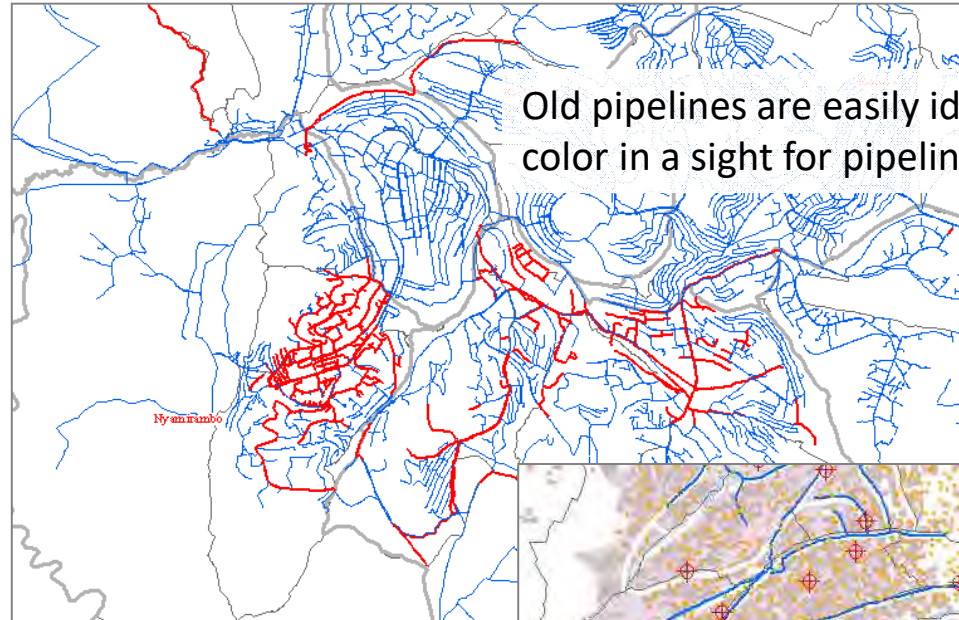 Old pipelines are easily id
color in a sight for pipelin
Nyamirambo